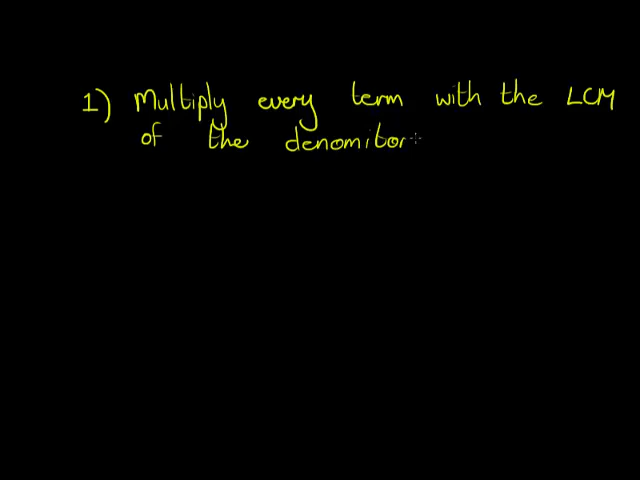 1) Multiply every term with the LCM
of the denomitor